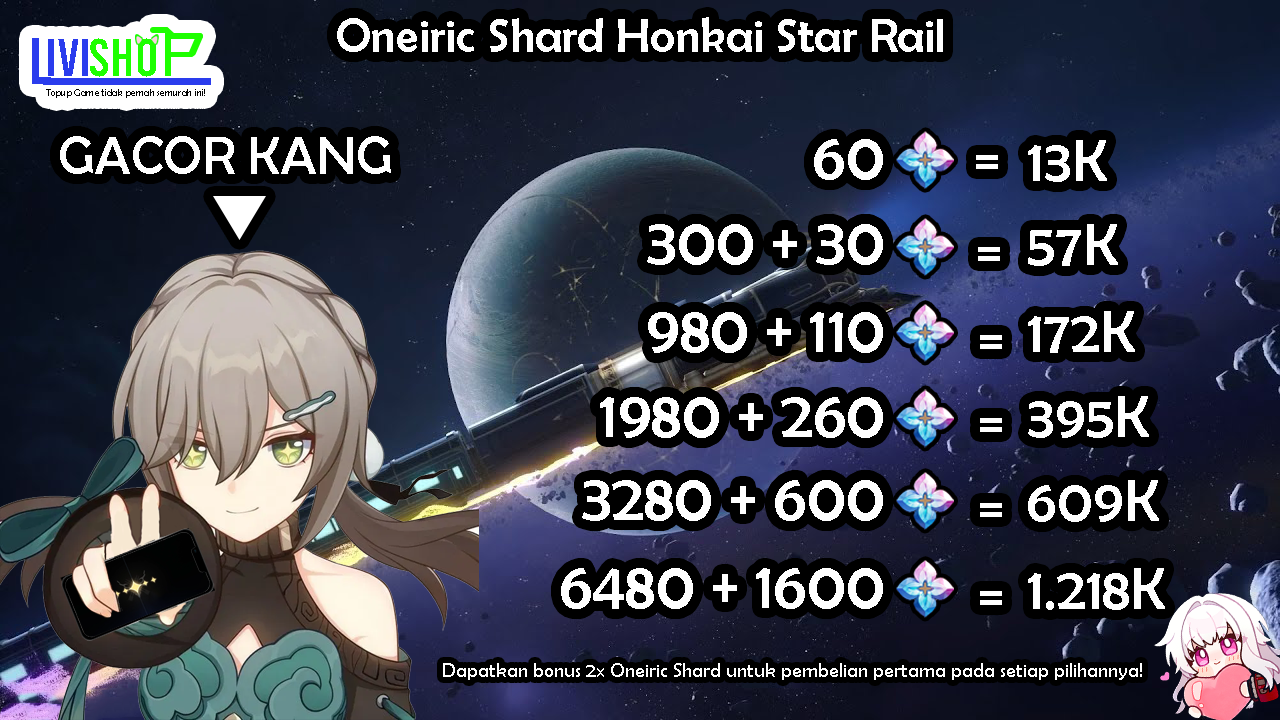 Oneiric Shard Honkai Star Rail
LIVISHOP
Topup Game tidak pernah semurah ini!
GACOR KANG
60 = 13K
300 + 30 = 57K
980 + 110 = 172K
1980 + 260 = 395K
3280 + 600 = 609K
6480 + 1600 = 1.218K
Dapatkan bonus 2x Oneiric Shard untuk pembelian pertama pada setiap pilihannya!